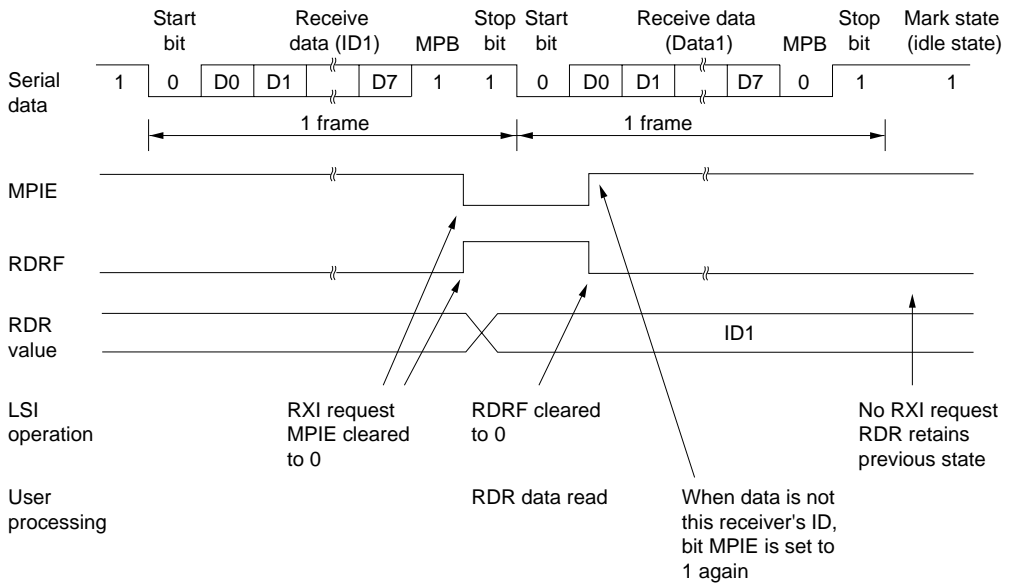 Start bit Receive data (ID1) MPB Stop bit Start bit Receive data (Data1) MPB Stop bit Mark state (idle state)
Serial data 1 0 D0 D1 D7 1 1 0 D0 D1 D7 0 1 1
1 frame 1 frame
MPIE
RDRF
RDR value ID1
LSI operation
RXI request
MPIE cleared
to 0
RDRF cleared
to 0
No RXI request
RDR retains
previous state
User processing
RDR data read
When data is not
this receiver's ID,
bit MPIE is set to
1 again